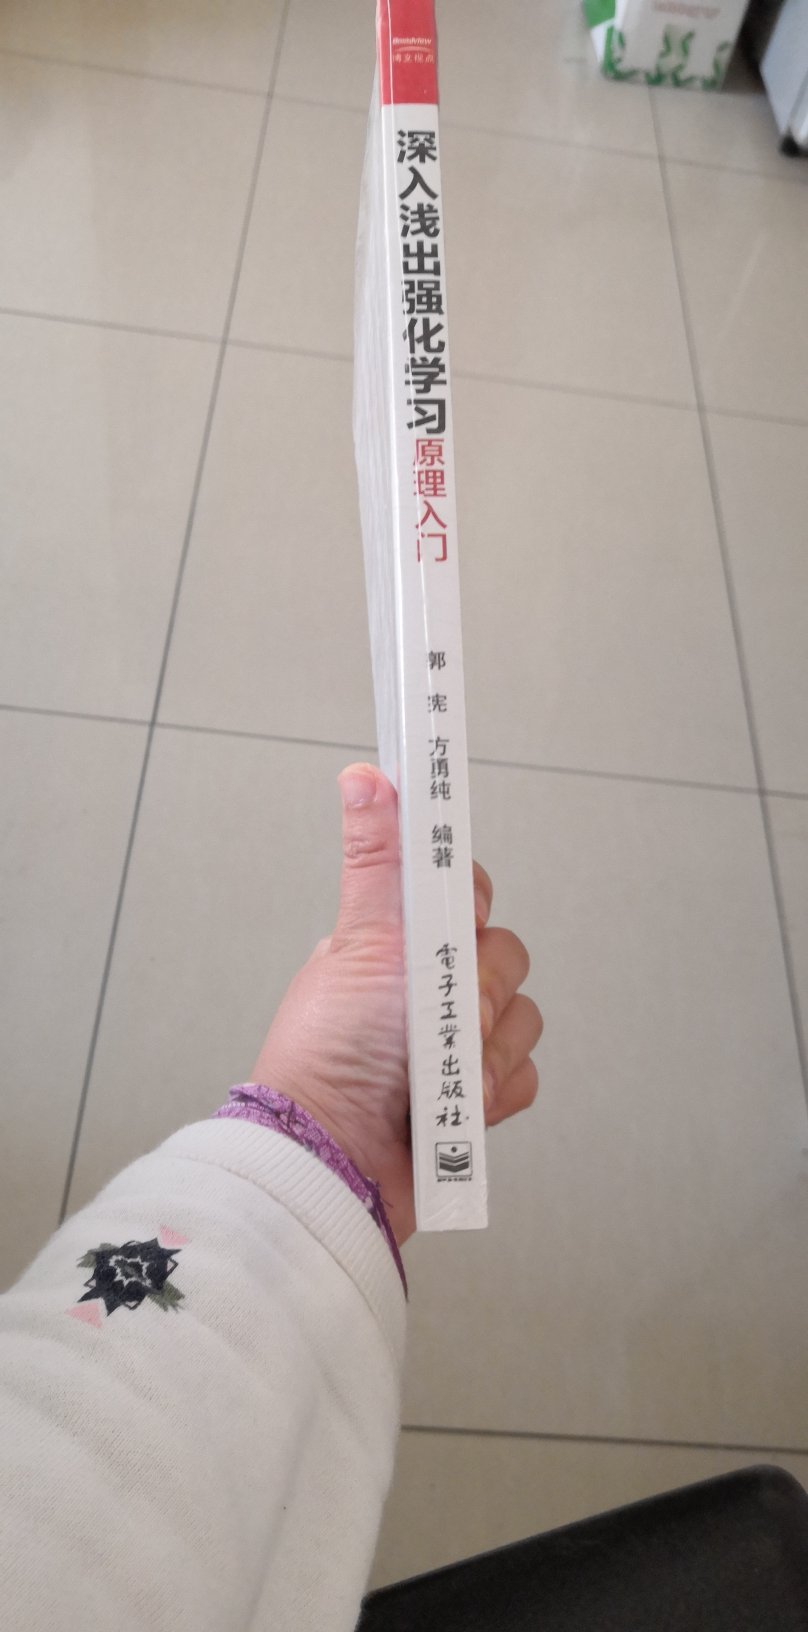 Broadview
博文视点
深入浅出强化学习
原理入门
郭 宪 方勇纯 编著
電子工業出版社